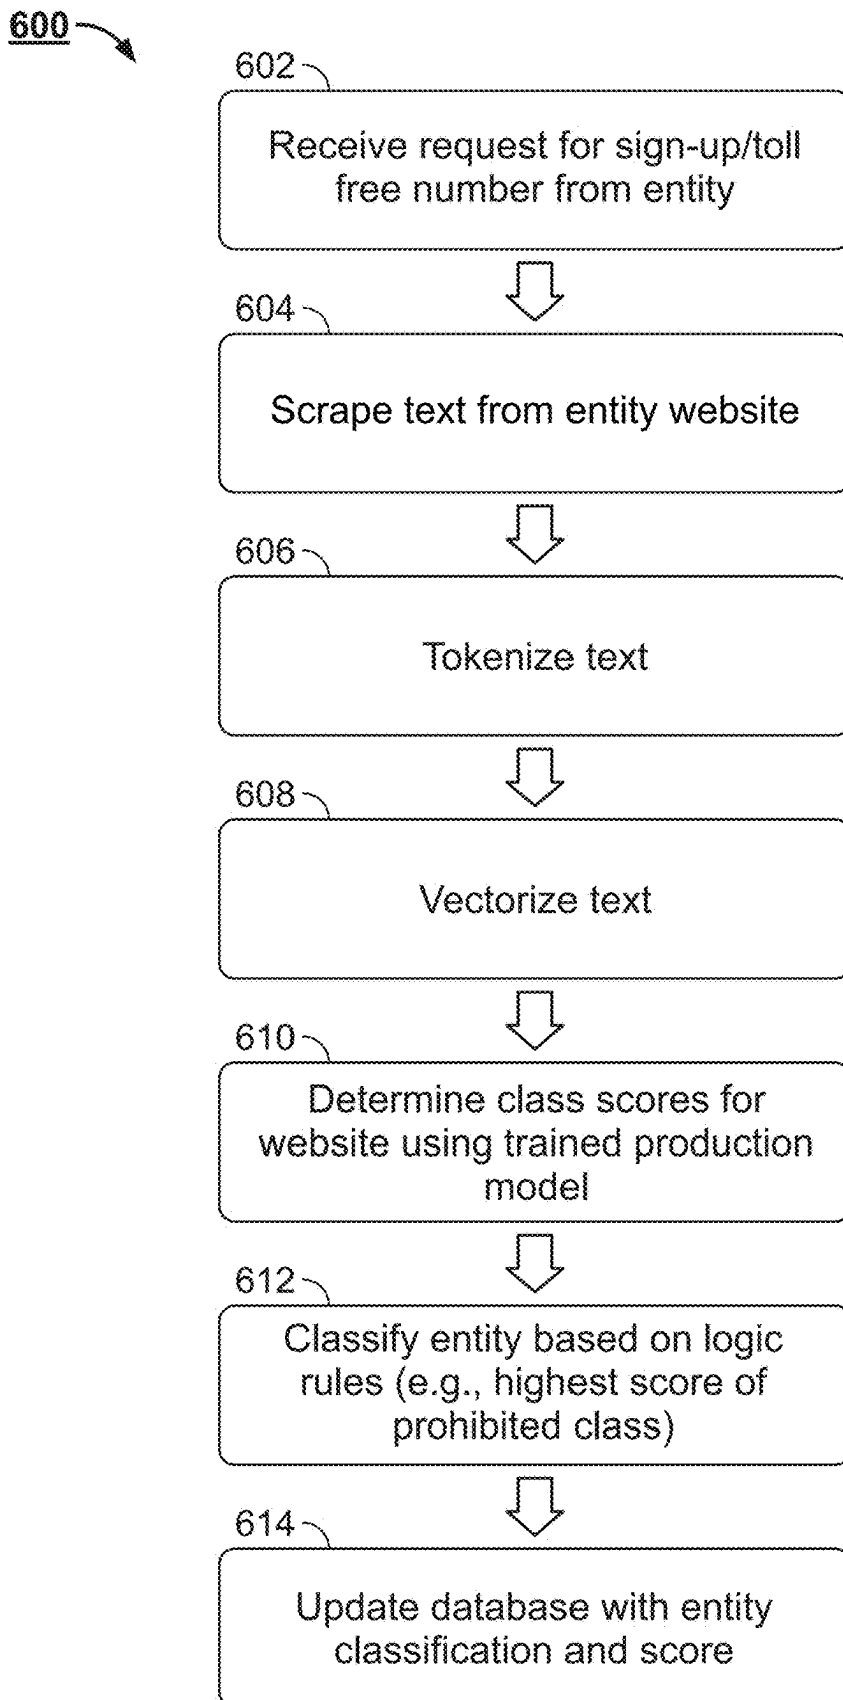 600
602
Receive request for sign-up/toll
free number from entity
604
Scrape text from entity website
606
Tokenize text
608
Vectorize text
610
Determine class scores for
website using trained production
model
612
Classify entity based on logic
rules (e.g., highest score of
prohibited class)
614
Update database with entity
classification and score